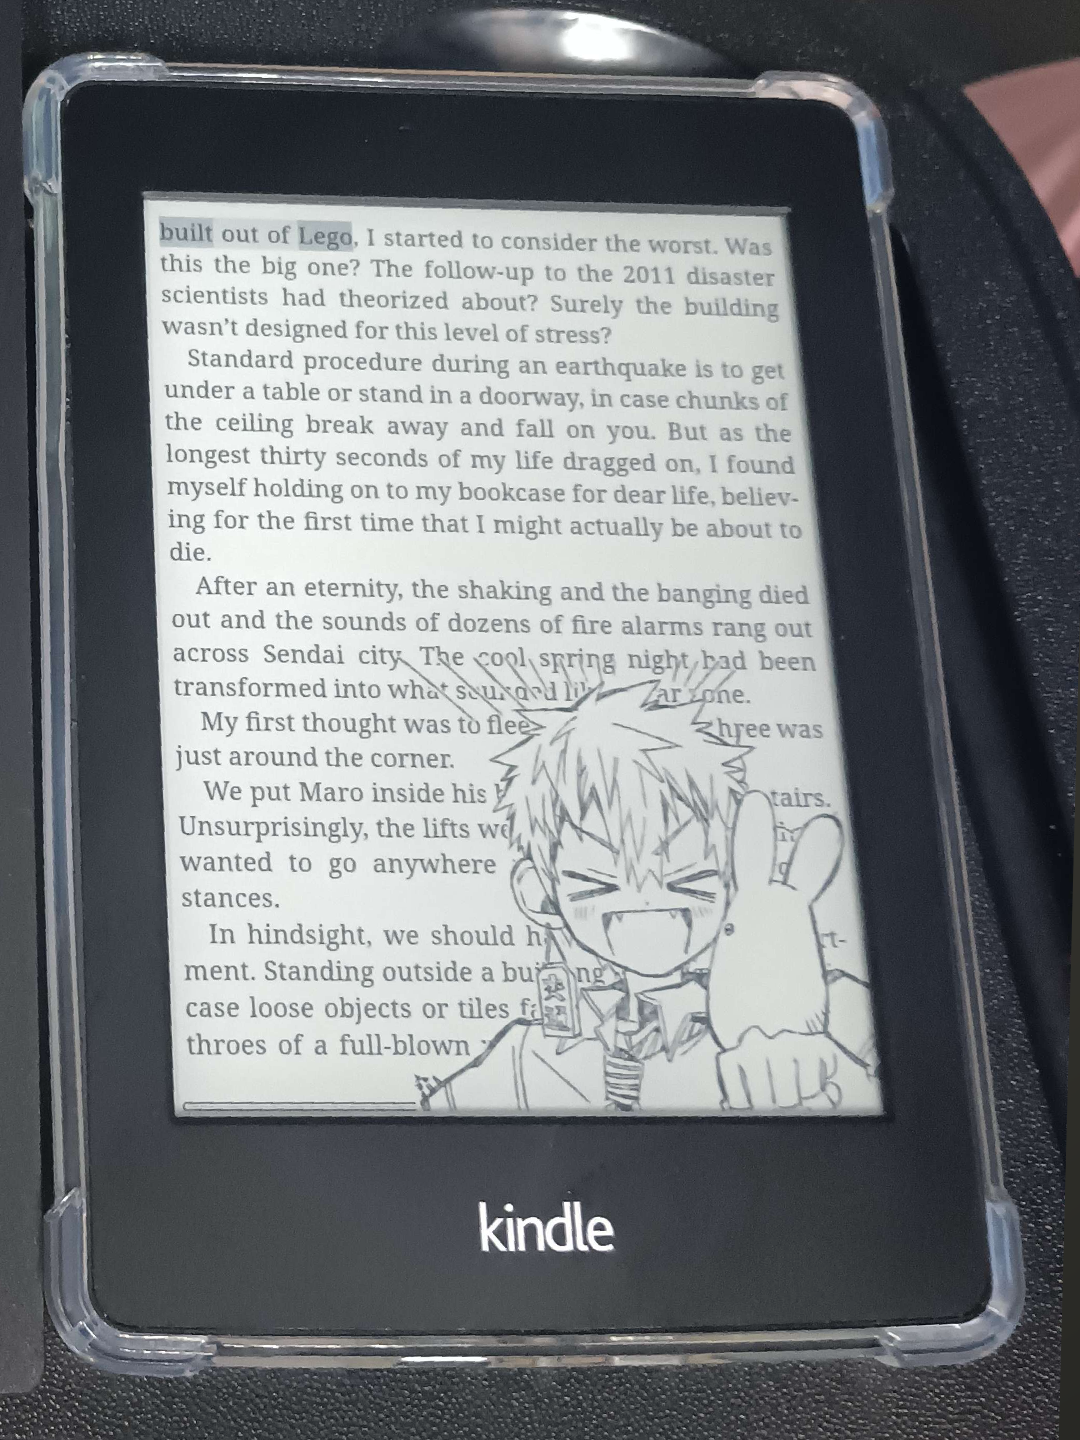 built out of Lego, I started to consider the worst. Was
this the big one? The follow-up to the 2011 disaster
scientists had theorized about? Surely the building
wasn't designed for this level of stress?
Standard procedure during an earthquake is to get
under a table or stand in a doorway, in case chunks of
the ceiling break away and fall on you. But as the
longest thirty seconds of my life dragged on, I found
myself holding on to my bookcase for dear life, believ-
ing for the first time that I might actually be about to
die.
After an eternity, the shaking and the banging died
out and the sounds of dozens of fire alarms rang out
across Sendai city. The cool spring night had been
transformed into what sounded like zone.
My first thought was to flee was
just around the corner.
We put Maro inside his
Unsurprisingly, the lifts
wanted to go anywhere
stances.
In hindsight, we should
ment. Standing outside a building
case loose objects or tiles
throes of a full-blown
kindle